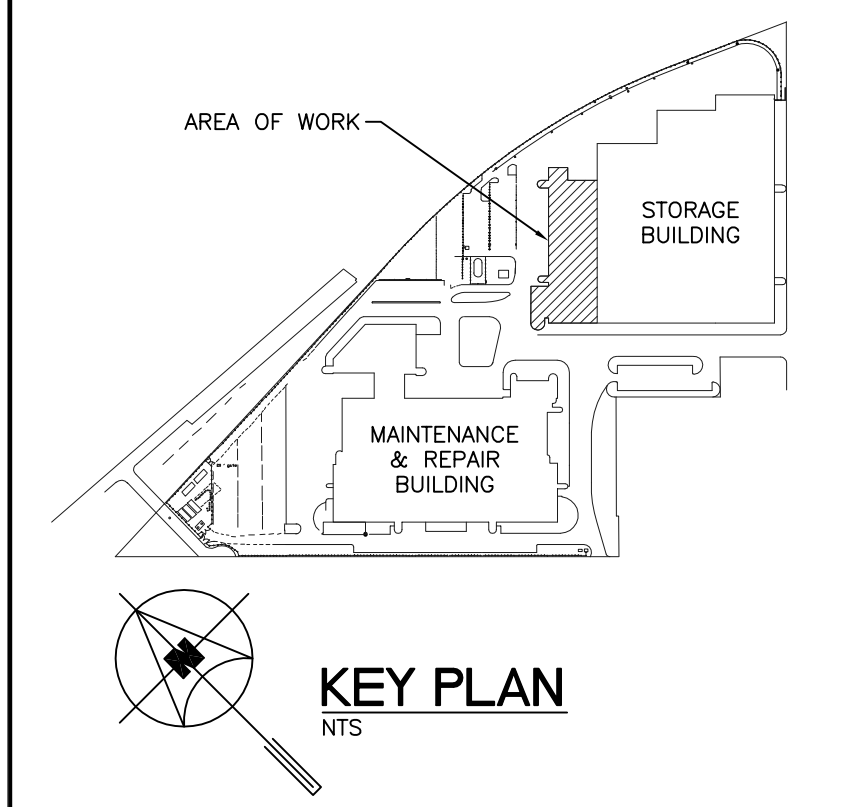 AREA OF WORK
STORAGE
BUILDING
MAINTENANCE
& REPAIR
BUILDING
N
KEY PLAN
NTS